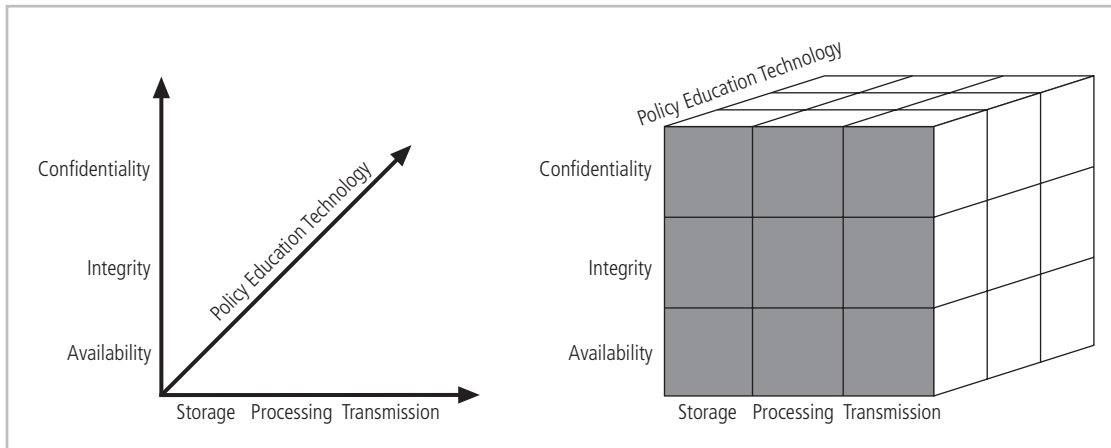 Confidentiality
Integrity
Availability
Policy Education Technology
Storage Processing Transmission
Policy Education Technology
Confidentiality
Integrity
Availability
Storage Processing Transmission